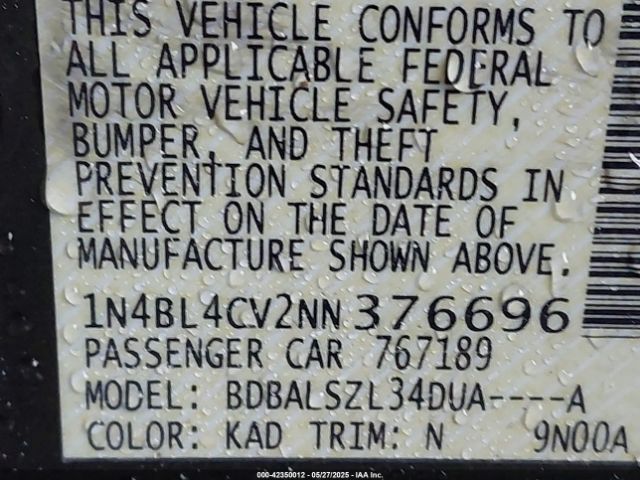 THIS VEHICLE CONFORMS TO
ALL APPLICABLE FEDERAL
MOTOR VEHICLE SAFETY,
BUMPER, AND THEFT
PREVENTION STANDARDS IN
EFFECT ON THE DATE OF
MANUFACTURE SHOWN ABOVE.
1N4BL4CV2NN376696
PASSENGER CAR 767189
MODEL: BDBALSZL34DUA----A
COLOR: KAD TRIM: N 9N00A
000-42350012 - 05/27/2025 - IAA Inc.